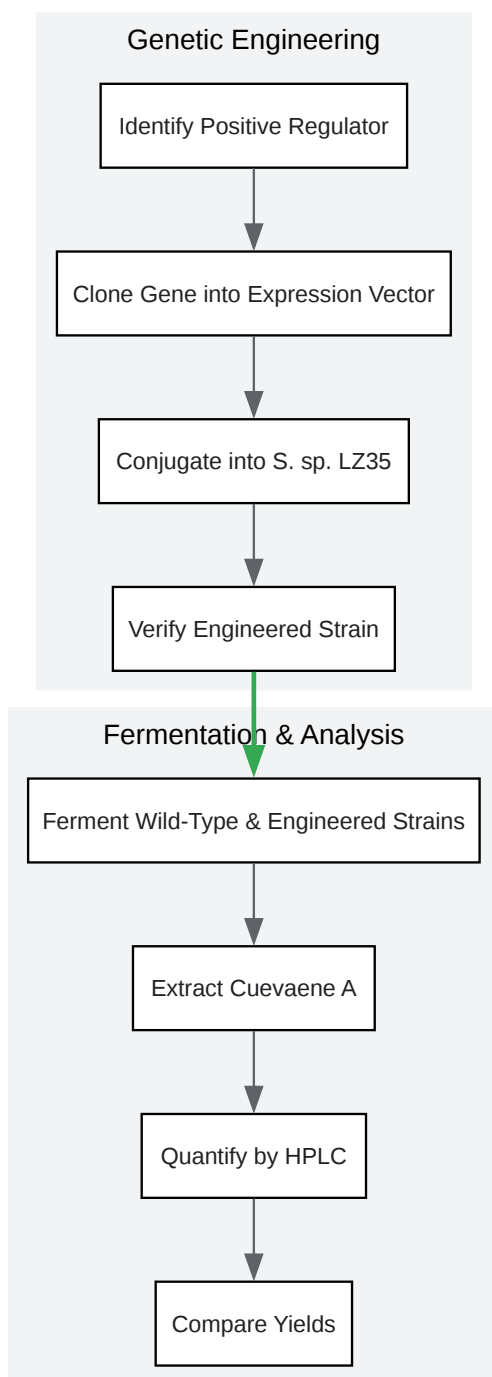 Genetic Engineering
Identify Positive Regulator
Clone Gene into Expression Vector
Conjugate into S. sp. LZ35
Verify Engineered Strain
Fermentation & Analysis
Ferment Wild-Type & Engineered Strains
Extract Cuevaene A
Quantify by HPLC
Compare Yields